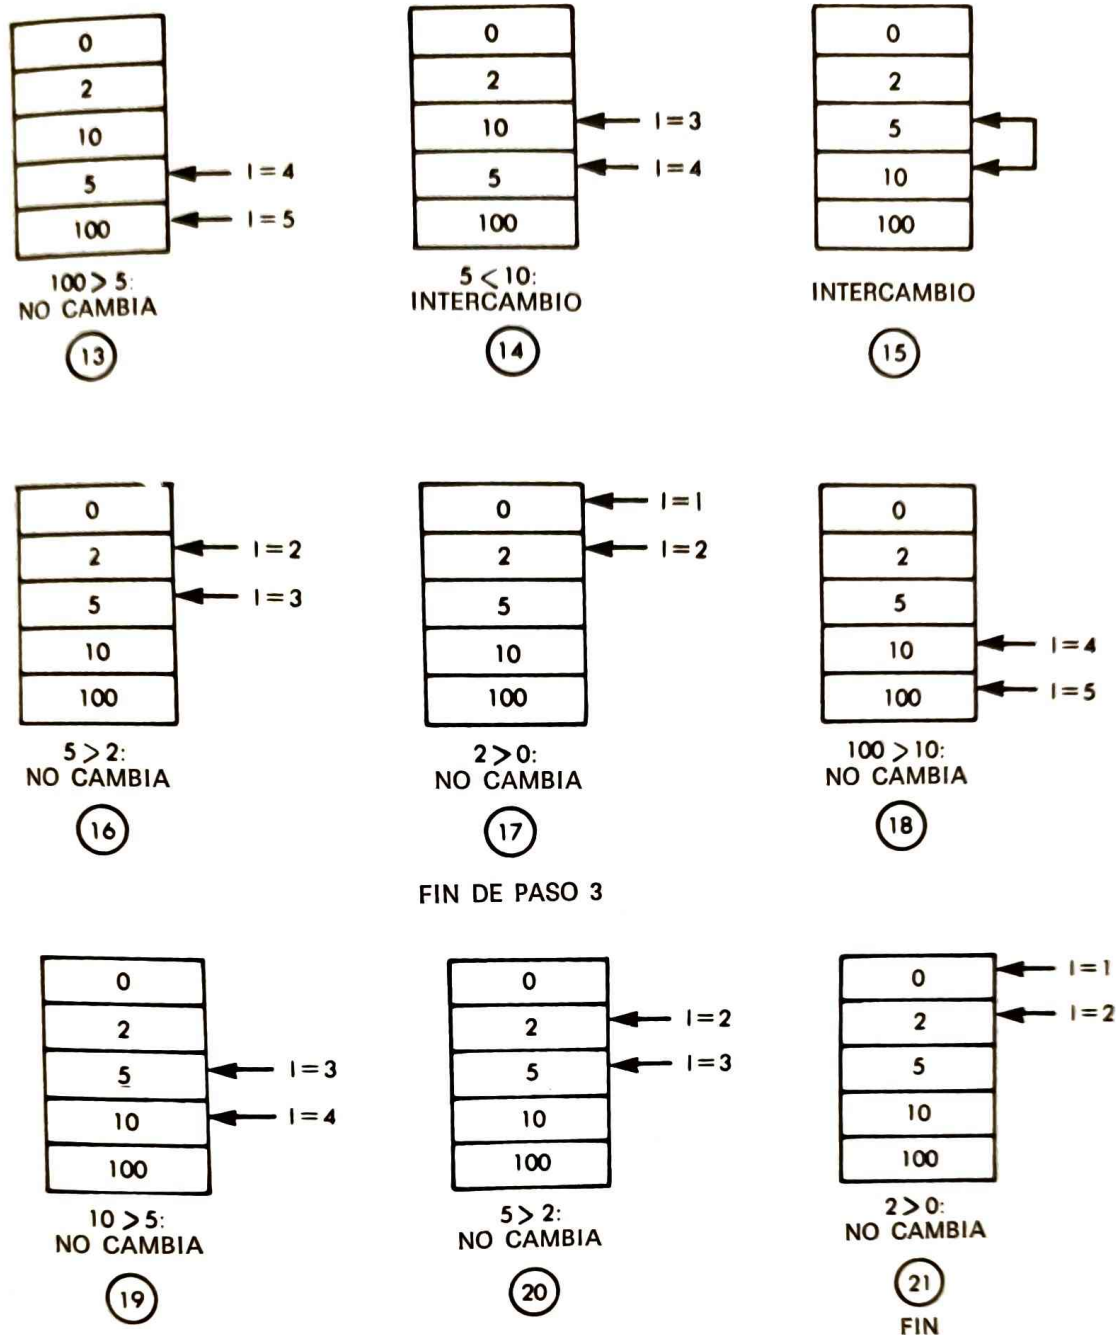 0
2
10
5
100
I=4
I=5
100>5:
NO CAMBIA
13
0
2
10
5
100
I=3
I=4
5<10:
INTERCAMBIO
14
0
2
5
10
100
INTERCAMBIO
15
0
2
5
10
100
I=2
I=3
5>2:
NO CAMBIA
16
0
2
5
10
100
I=1
I=2
2>0:
NO CAMBIA
17
0
2
5
10
100
I=4
I=5
100>10:
NO CAMBIA
18
FIN DE PASO 3
0
2
5
10
100
I=3
I=4
10>5:
NO CAMBIA
19
0
2
5
10
100
I=2
I=3
5>2:
NO CAMBIA
20
0
2
5
10
100
I=1
I=2
2>0:
NO CAMBIA
21
FIN